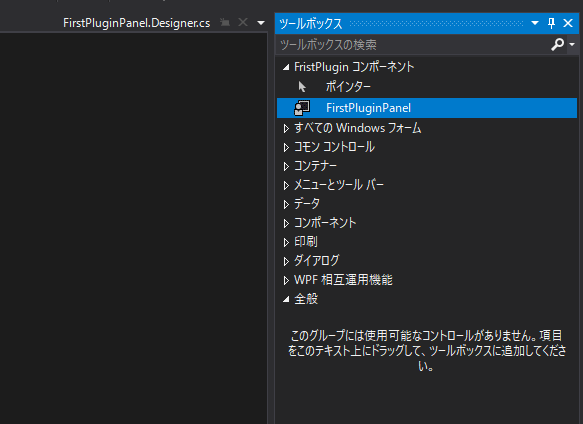 FirstPluginPanel.Designer.cs
ツールボックス
ツールボックスの検索
FristPlugin コンポーネント
ポインター
FirstPluginPanel
すべての Windows フォーム
コモン コントロール
コンテナー
メニューとツール バー
データ
コンポーネント
印刷
ダイアログ
WPF 相互運用機能
全般
このグループには使用可能なコントロールがありません。項目
をこのテキスト上にドラッグして、ツールボックスに追加してくださ
い。